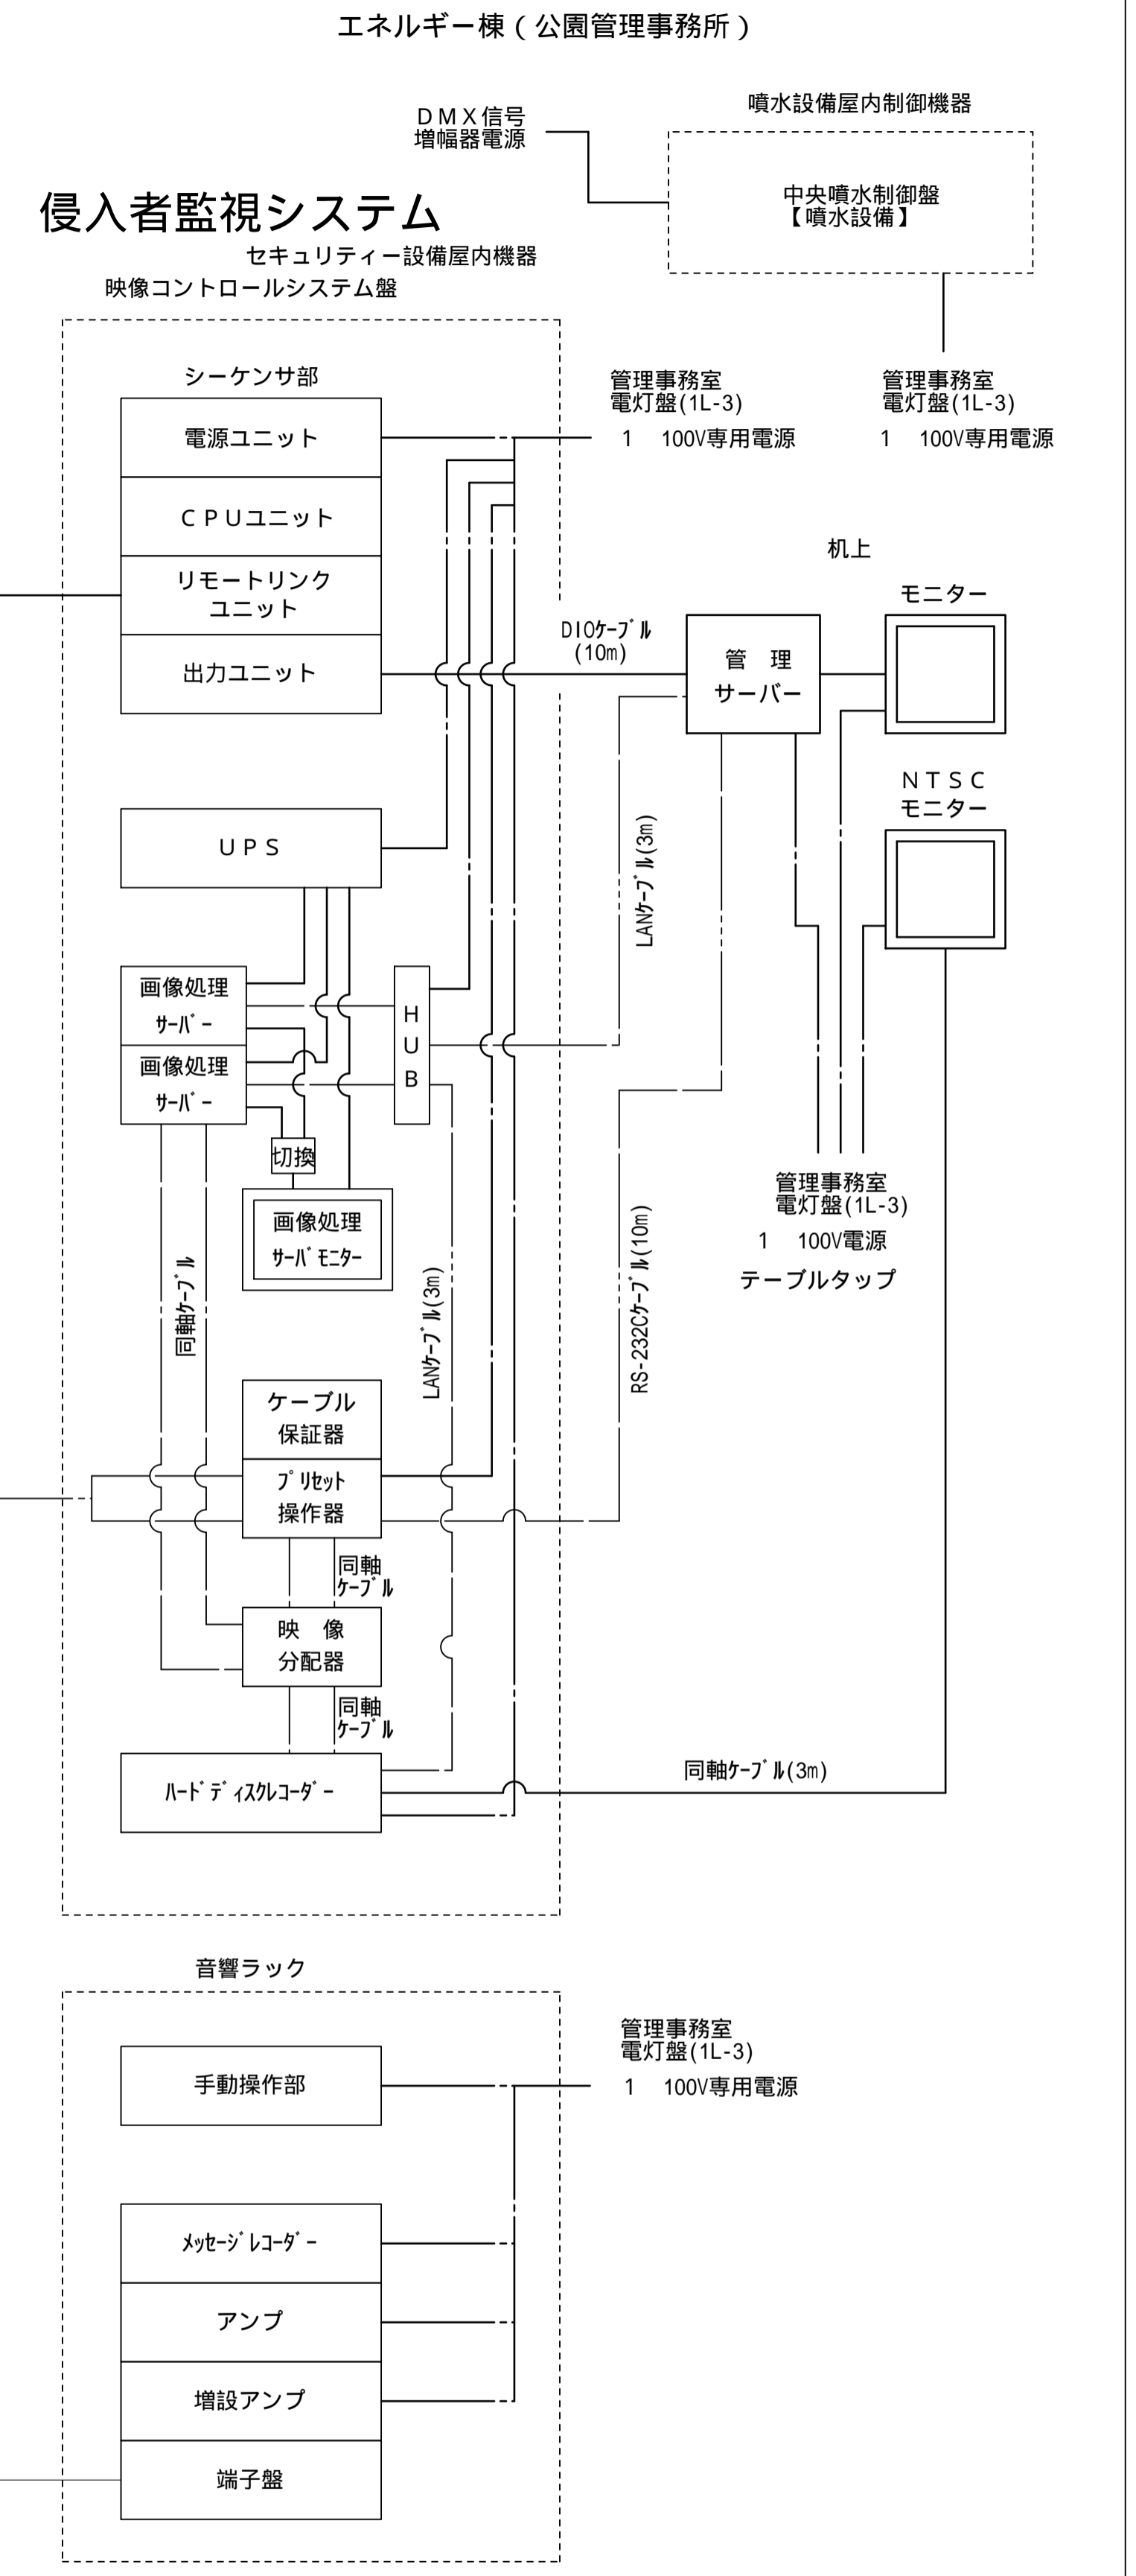 エネルギー棟(公園管理事務所)
DMX信号
増幅器電源
噴水設備屋内制御機器
中央噴水制御盤
【噴水設備】
侵入者監視システム
セキュリティー設備屋内機器
映像コントロールシステム盤
シーケンサ部
電源ユニット
CPUユニット
リモートリンク
ユニット
出力ユニット
管理事務室
電灯盤(1L-3)
1 100V専用電源
管理事務室
電灯盤(1L-3)
1 100V専用電源
机上
モニター
DIOケーブル
(10m)
管 理
サーバー
NTSC
モニター
UPS
LANケーブル(3m)
画像処理
サーバー
画像処理
サーバー
HUB
切換
画像処理
サーバモニター
管理事務室
電灯盤(1L-3)
1 100V電源
テーブルタップ
同軸ケーブル
LANケーブル(3m)
RS-232Cケーブル(10m)
ケーブル
保証器
プリセット
操作器
同軸
ケーブル
映 像
分配器
同軸
ケーブル
ハードディスクレコーダー
同軸ケーブル(3m)
音響ラック
手動操作部
管理事務室
電灯盤(1L-3)
1 100V専用電源
メッセージレコーダー
アンプ
増設アンプ
端子盤